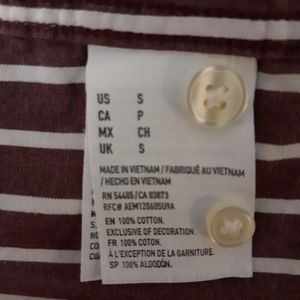 US S
CA P
MX CH
UK S
MADE IN VIETNAM / FABRIQUÉ AU VIETNAM
/ HECHO EN VIETNAM
RN 54485/CA 03873
RFC# AEM120605U9A
EN 100% COTTON.
EXCLUSIVE OF DECORATION.
FR 100% COTON.
À L'EXCEPTION DE LA GARNITURE.
SP 100% ALGODÓN.